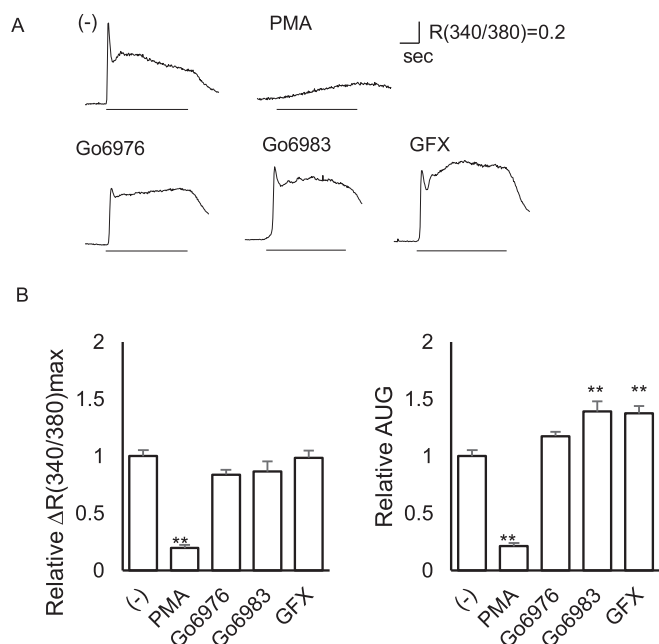 A
(-)
PMA
R(340/380)=0.2
sec
Go6976
Go6983
GFX
B
Relative ΔR(340/380)max
2
1.5
1
0.5
0
**
(-)
PMA
Go6976
Go6983
GFX
Relative AUG
2
1.5
1
0.5
0
**
**
**
(-)
PMA
Go6976
Go6983
GFX